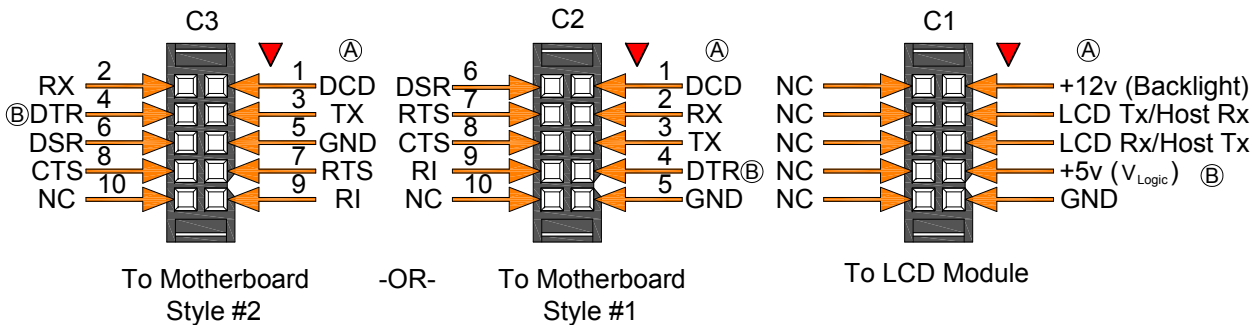 C3 C2 C1
Ⓐ Ⓐ Ⓐ
RX 2 1 DCD DSR 6 1 DCD NC +12v (Backlight)
ⒷDTR 4 3 TX RTS 7 2 RX NC LCD Tx/Host Rx
DSR 6 5 GND CTS 8 3 TX NC LCD Rx/Host Tx
CTS 8 7 RTS RI 9 4 DTRⒷ NC +5v (VLogic) Ⓑ
NC 10 9 RI NC 10 5 GND NC GND
To Motherboard -OR- To Motherboard To LCD Module
Style #2 Style #1